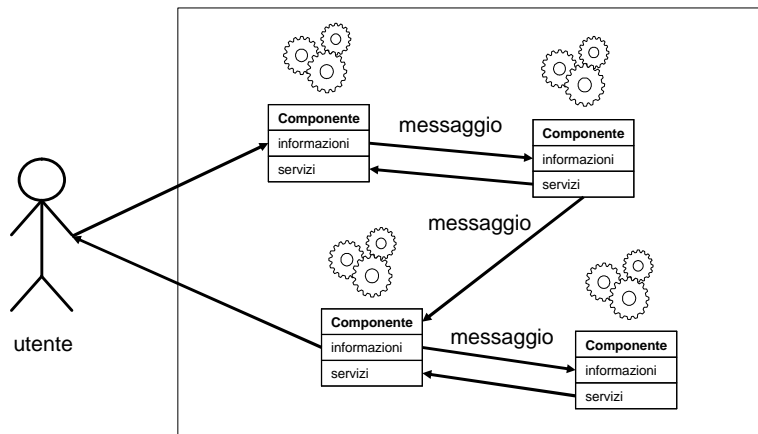 Componente
informazioni
servizi
messaggio
Componente
informazioni
servizi
messaggio
utente
Componente
informazioni
servizi
messaggio
Componente
informazioni
servizi